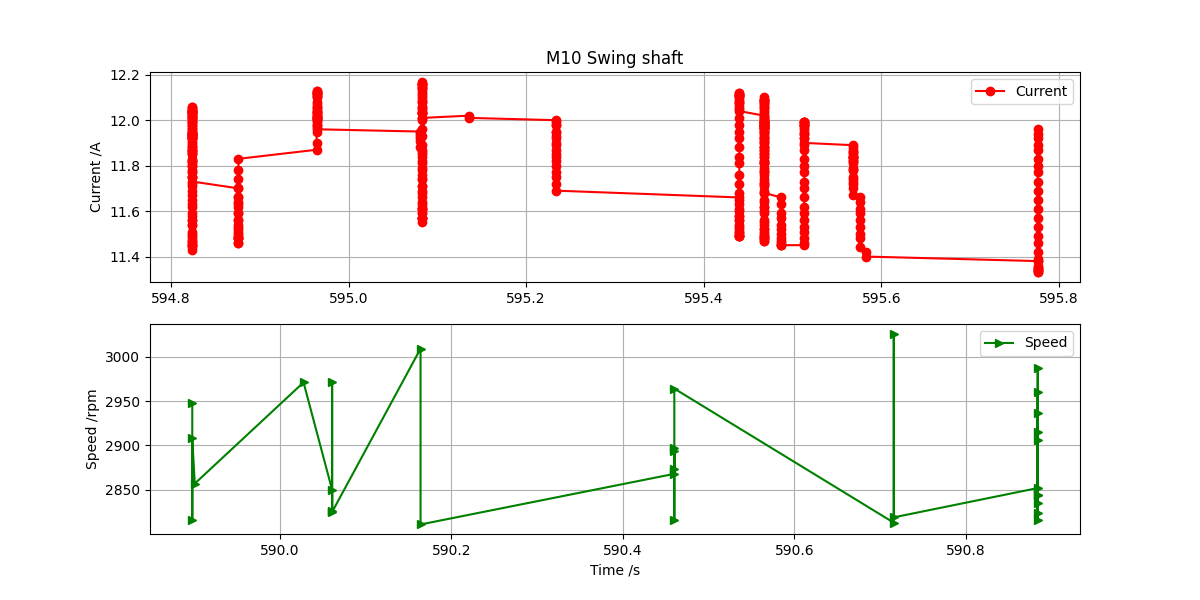 M10 Swing shaft
12.2
12.0
11.8
11.6
11.4
Current /A
Current
594.8 595.0 595.2 595.4 595.6 595.8
3000
2950
2900
2850
Speed /rpm
Speed
590.0 590.2 590.4 590.6 590.8
Time /s